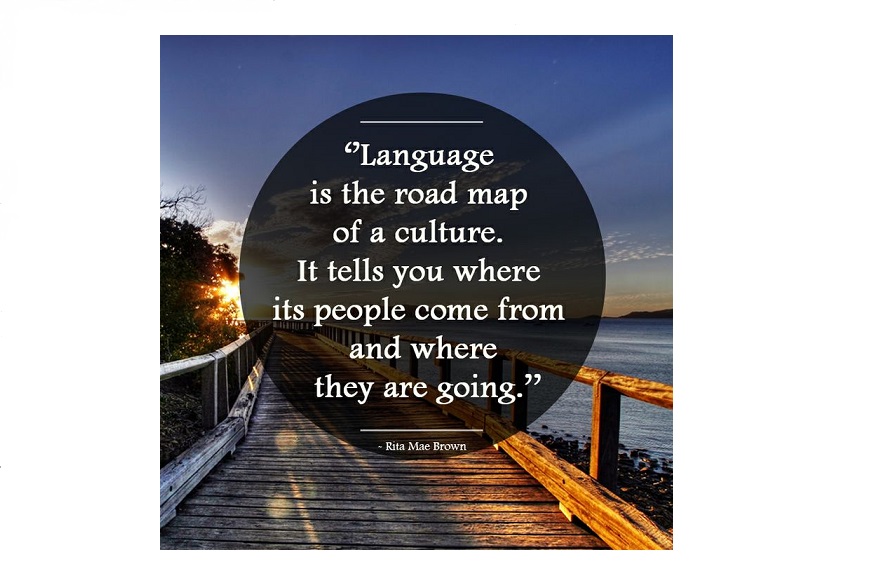 ‘’Language
is the road map
of a culture.
It tells you where
its people come from
and where
they are going.’’
~ Rita Mae Brown